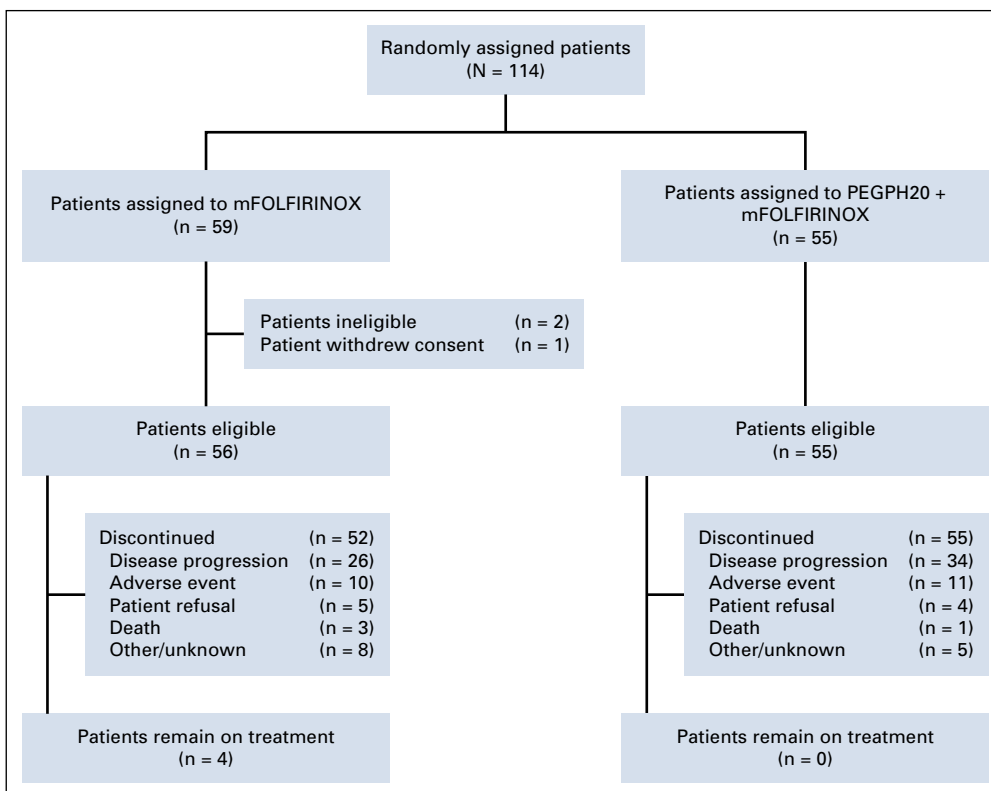 Randomly assigned patients
(N = 114)
Patients assigned to mFOLFIRINOX
(n = 59)
Patients assigned to PEGPH20 +
mFOLFIRINOX
(n = 55)
Patients ineligible (n = 2)
Patient withdrew consent (n = 1)
Patients eligible
(n = 56)
Patients eligible
(n = 55)
Discontinued (n = 52)
Disease progression (n = 26)
Adverse event (n = 10)
Patient refusal (n = 5)
Death (n = 3)
Other/unknown (n = 8)
Discontinued (n = 55)
Disease progression (n = 34)
Adverse event (n = 11)
Patient refusal (n = 4)
Death (n = 1)
Other/unknown (n = 5)
Patients remain on treatment
(n = 4)
Patients remain on treatment
(n = 0)